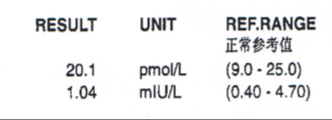 RESULT UNIT REF.RANGE
正常参考值
20.1 pmol/L (9.0 - 25.0)
1.04 mIU/L (0.40 - 4.70)